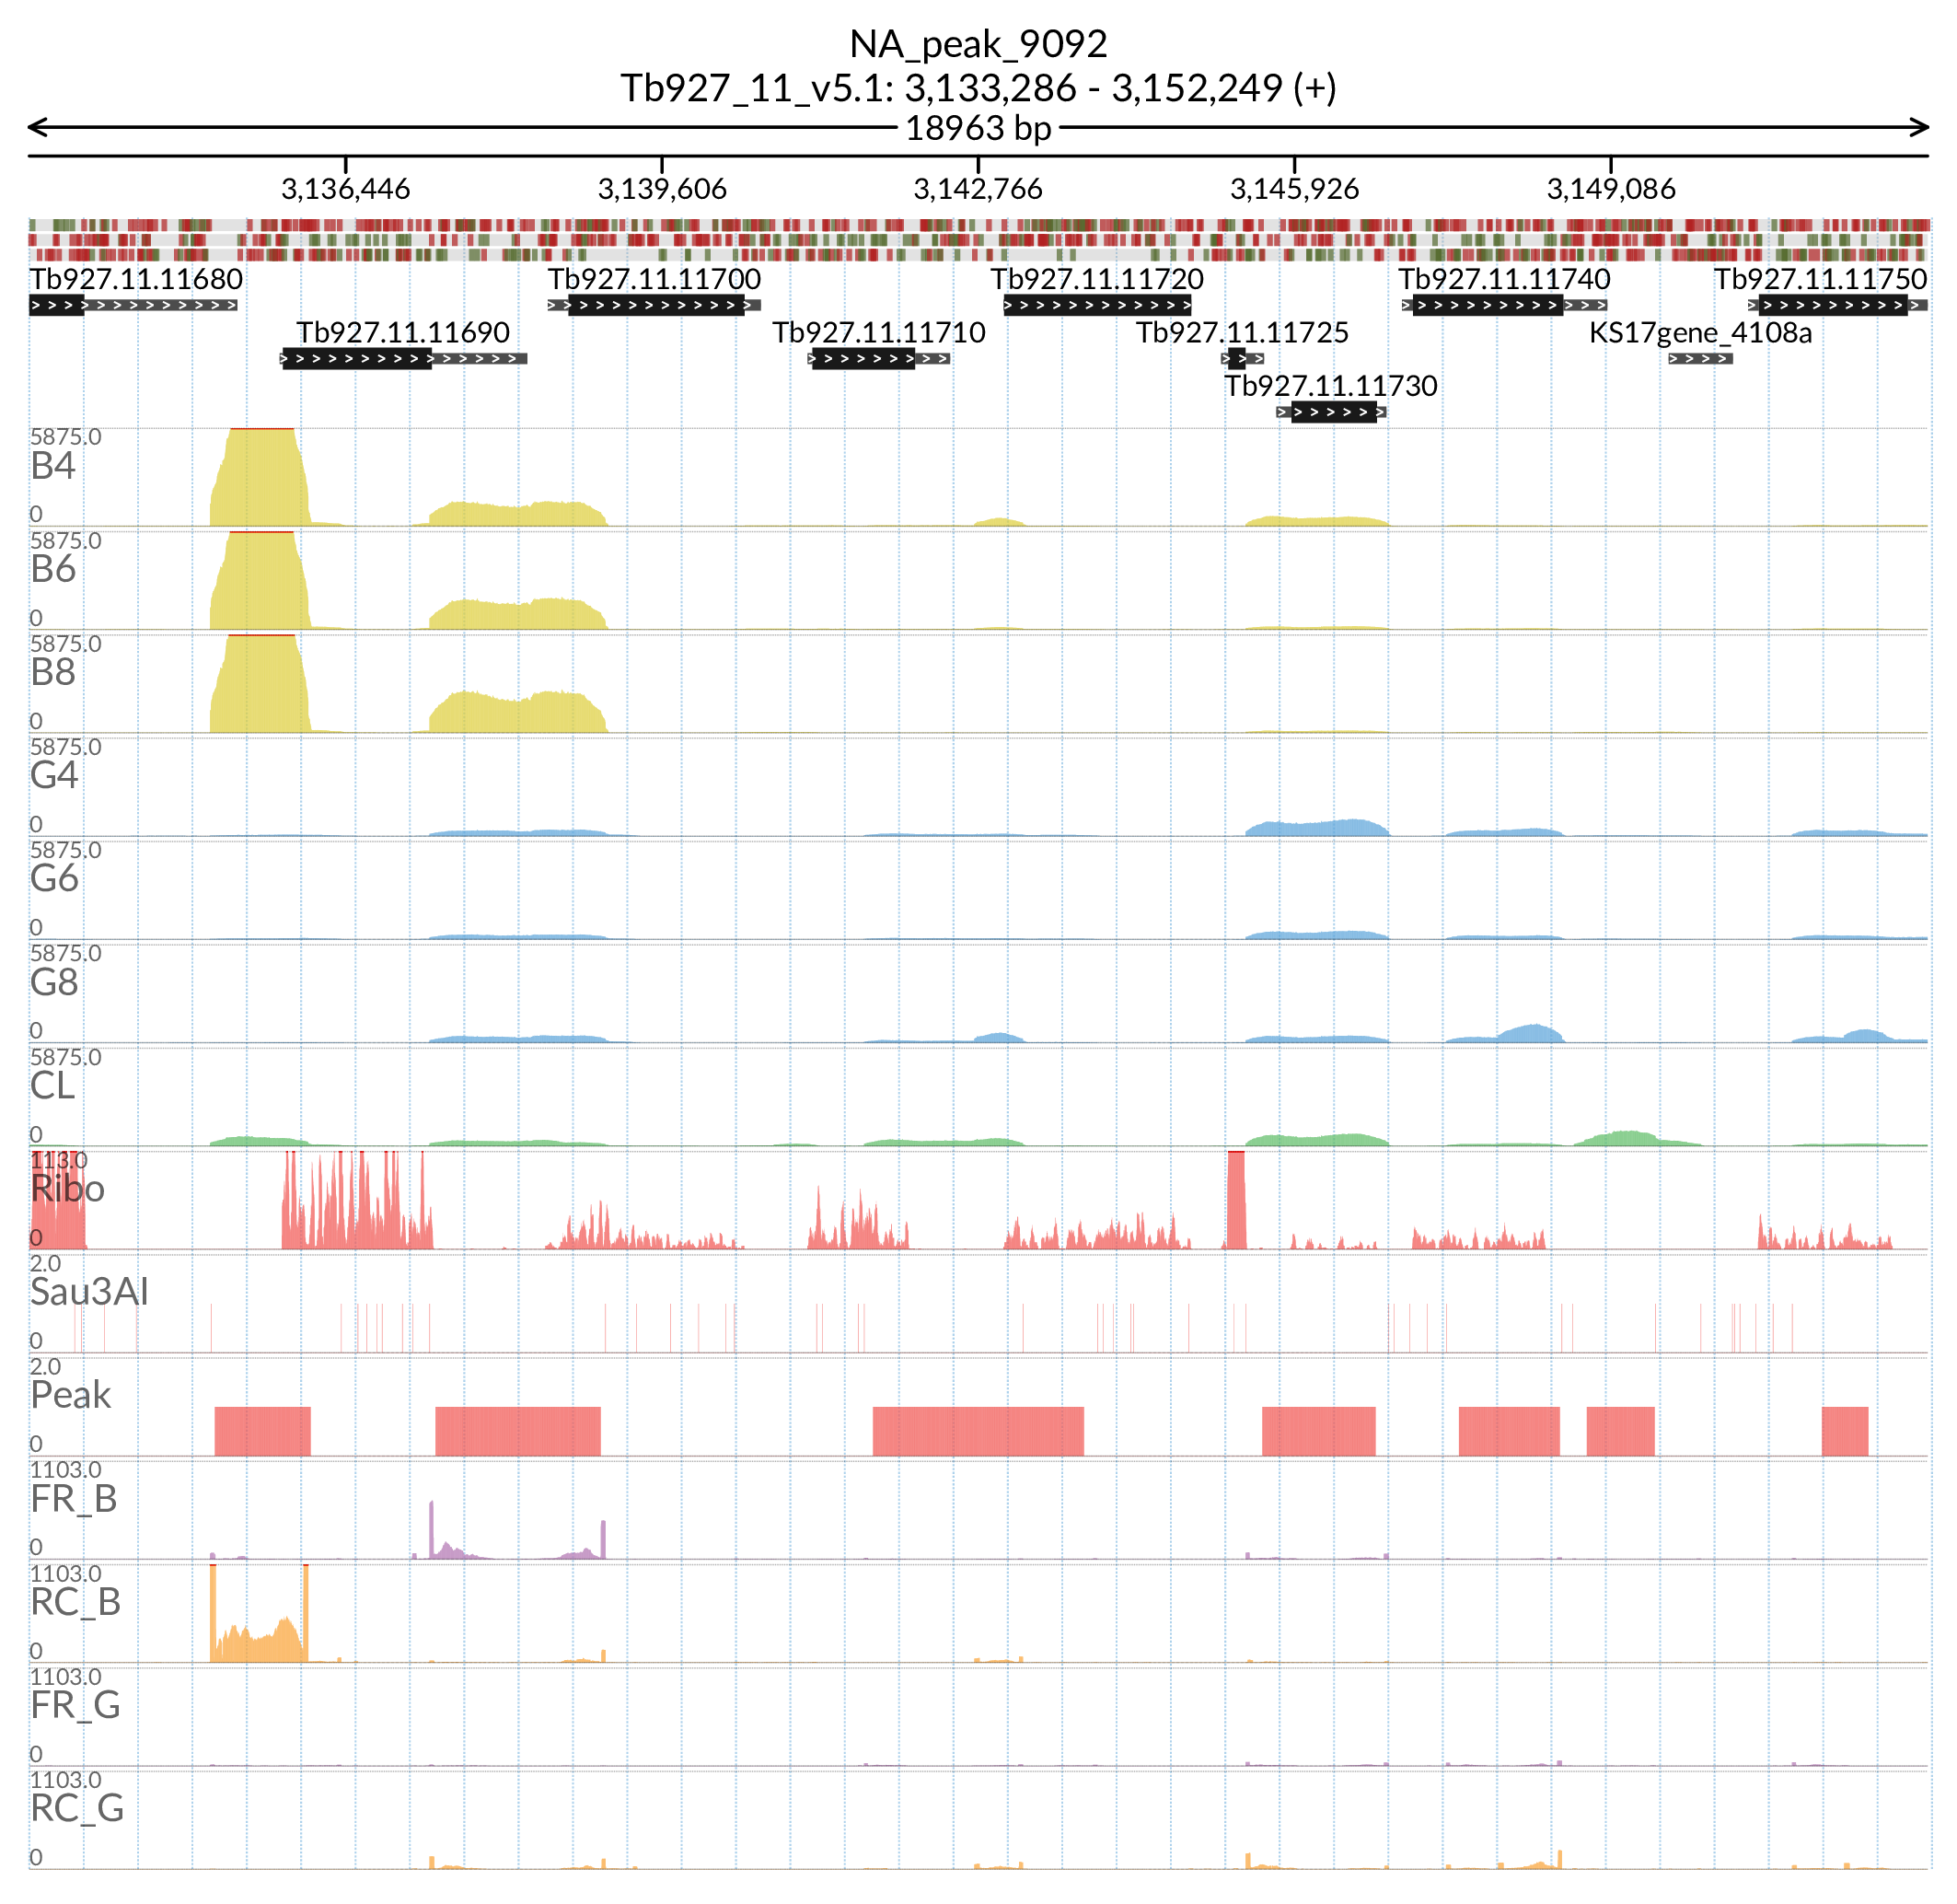 NA_peak_9092
Tb927_11_v5.1: 3,133,286 - 3,152,249 (+)
18963 bp
3,136,446 3,139,606 3,142,766 3,145,926 3,149,086
Tb927.11.11680 Tb927.11.11700 Tb927.11.11720 Tb927.11.11740 Tb927.11.11750
Tb927.11.11690 Tb927.11.11710 Tb927.11.11725 KS17gene_4108a
Tb927.11.11730
5875.0
B4
0
5875.0
B6
0
5875.0
B8
0
5875.0
G4
0
5875.0
G6
0
5875.0
G8
0
5875.0
CL
0
113.0
Ribo
0
2.0
Sau3AI
0
2.0
Peak
0
1103.0
FR_B
0
1103.0
RC_B
0
1103.0
FR_G
0
1103.0
RC_G
0